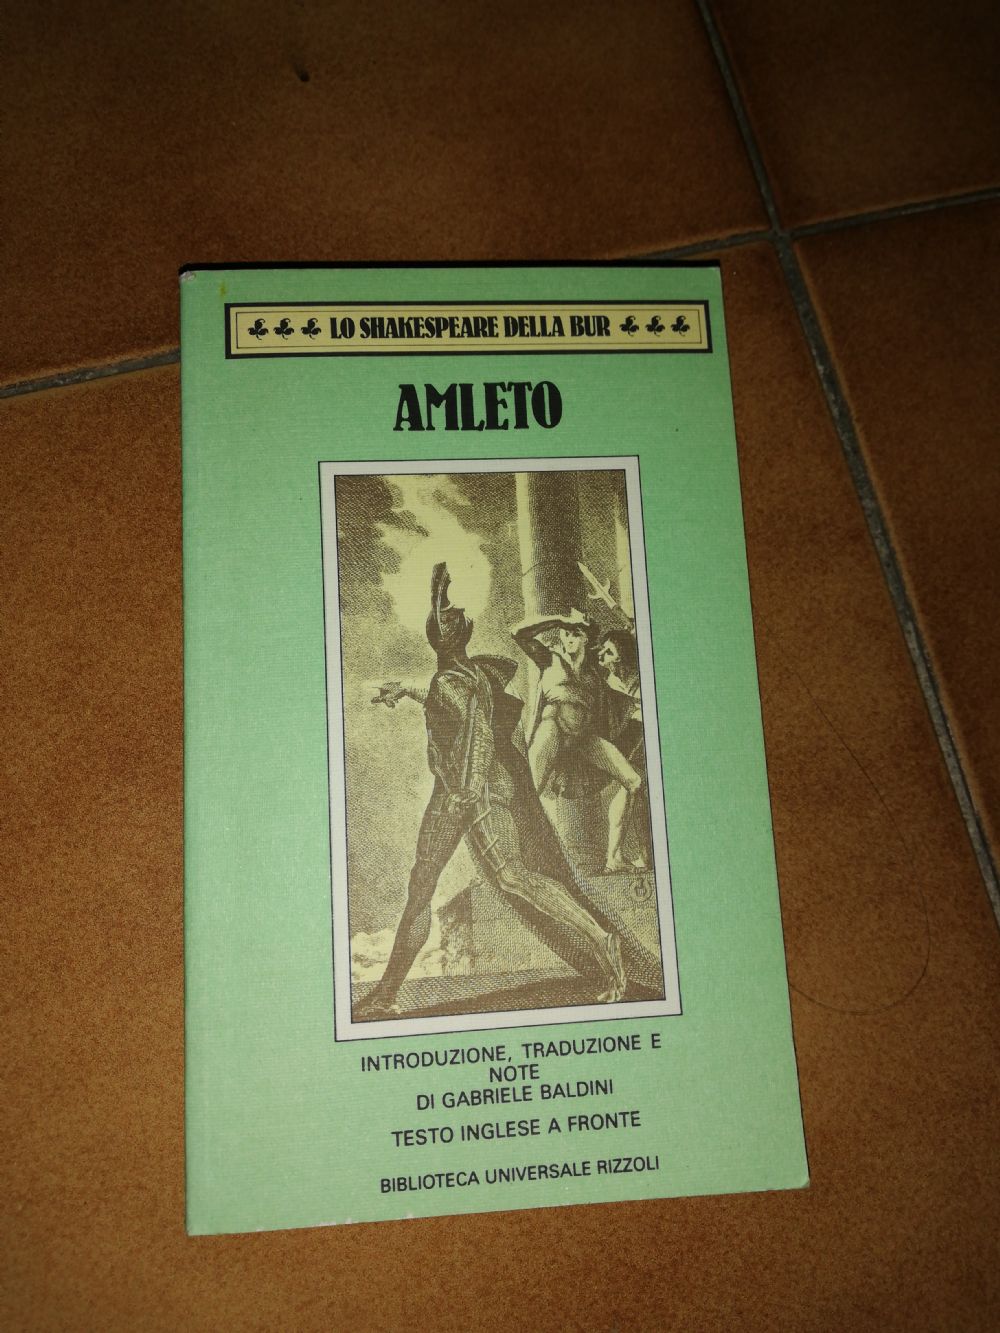 LO SHAKESPEARE DELLA BUR
AMLETO
INTRODUZIONE, TRADUZIONE E
NOTE
DI GABRIELE BALDINI
TESTO INGLESE A FRONTE
BIBLIOTECA UNIVERSALE RIZZOLI